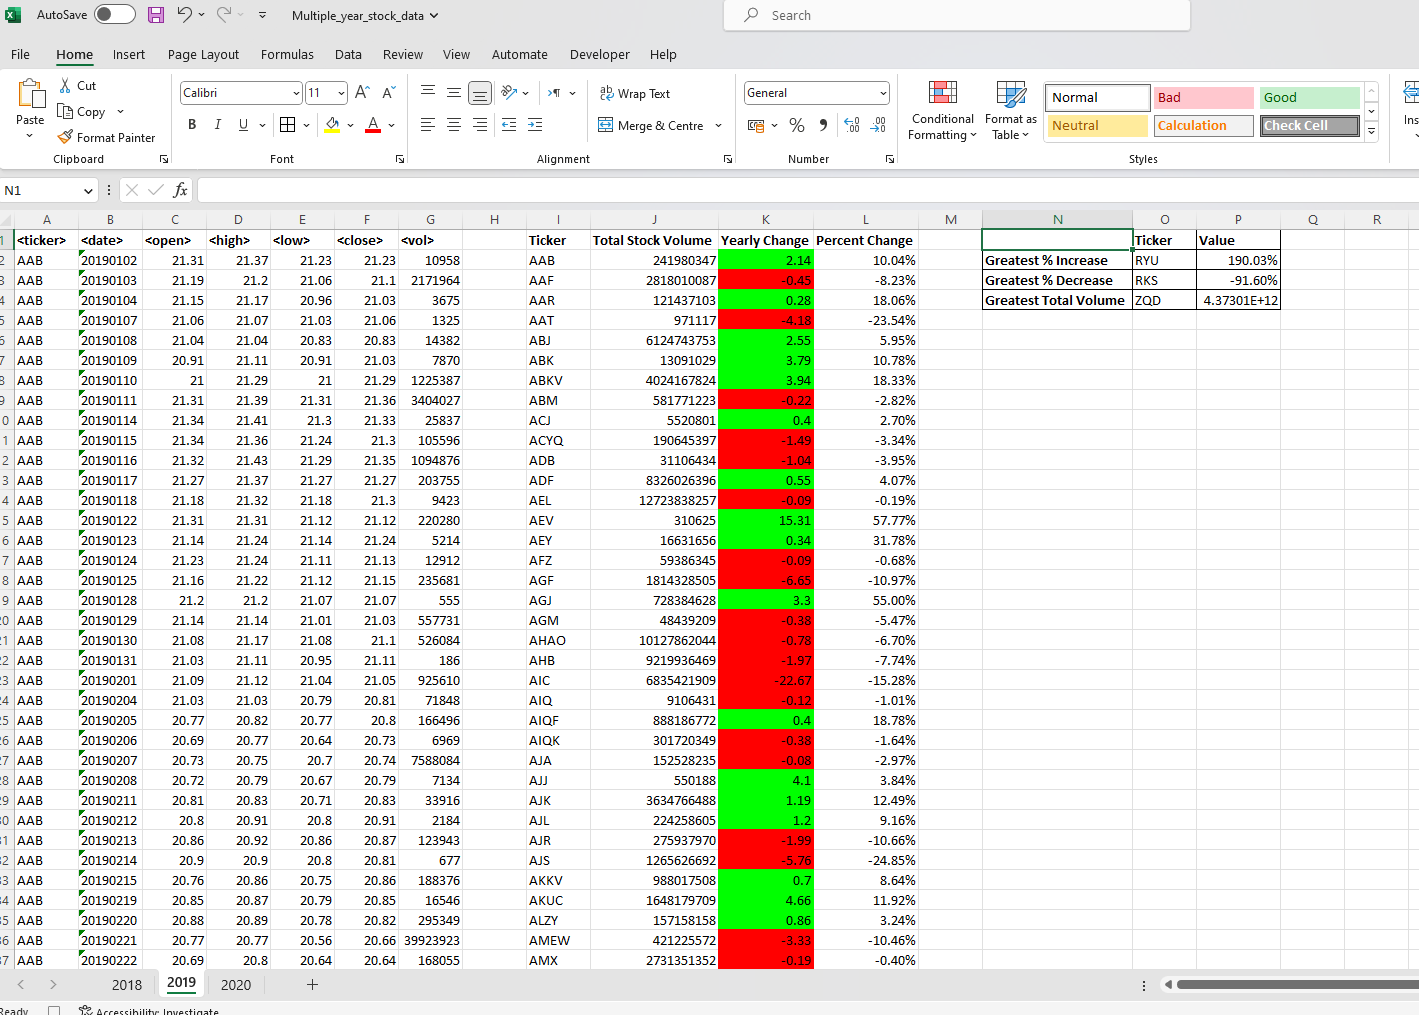 AutoSave Multiple_year_stock_data Search
File Home Insert Page Layout Formulas Data Review View Automate Developer Help
Paste Cut Copy Format Painter Clipboard
Calibri 11 B I U A Font
Wrap Text Merge & Centre Alignment
General % Number
Conditional Formatting Format as Table
Normal Bad Good
Neutral Calculation Check Cell
Styles
Ins
N1 fx
A B C D E F G H I J K L M N O P Q R
1 <ticker> <date> <open> <high> <low> <close> <vol> Ticker Total Stock Volume Yearly Change Percent Change Ticker Value
2 AAB 20190102 21.31 21.37 21.23 21.23 10958 AAB 241980347 2.14 10.04% Greatest % Increase RYU 190.03%
3 AAB 20190103 21.19 21.2 21.06 21.1 2171964 AAF 2818010087 -0.45 -8.23% Greatest % Decrease RKS -91.60%
4 AAB 20190104 21.15 21.17 20.96 21.03 3675 AAR 121437103 0.28 18.06% Greatest Total Volume ZQD 4.37301E+12
5 AAB 20190107 21.06 21.07 21.03 21.06 1325 AAT 971117 -4.18 -23.54%
6 AAB 20190108 21.04 21.04 20.83 20.83 14382 ABJ 6124743753 2.55 5.95%
7 AAB 20190109 20.91 21.11 20.91 21.03 7870 ABK 13091029 3.79 10.78%
8 AAB 20190110 21 21.29 21 21.29 1225387 ABKV 4024167824 3.94 18.33%
9 AAB 20190111 21.31 21.39 21.31 21.36 3404027 ABM 581771223 -0.22 -2.82%
0 AAB 20190114 21.34 21.41 21.3 21.33 25837 ACJ 5520801 0.4 2.70%
1 AAB 20190115 21.34 21.36 21.24 21.3 105596 ACYQ 190645397 -1.49 -3.34%
2 AAB 20190116 21.32 21.43 21.29 21.35 1094876 ADB 31106434 -1.04 -3.95%
3 AAB 20190117 21.27 21.37 21.27 21.27 203755 ADF 8326026396 0.55 4.07%
4 AAB 20190118 21.18 21.32 21.18 21.3 9423 AEL 12723838257 -0.09 -0.19%
5 AAB 20190122 21.31 21.31 21.12 21.12 220280 AEV 310625 15.31 57.77%
6 AAB 20190123 21.14 21.24 21.14 21.24 5214 AEY 16631656 0.34 31.78%
7 AAB 20190124 21.23 21.24 21.11 21.13 12912 AFZ 59386345 -0.09 -0.68%
8 AAB 20190125 21.16 21.22 21.12 21.15 235681 AGF 1814328505 -6.65 -10.97%
9 AAB 20190128 21.2 21.2 21.07 21.07 555 AGJ 728384628 3.3 55.00%
20 AAB 20190129 21.14 21.14 21.01 21.03 557731 AGM 48439209 -0.38 -5.47%
21 AAB 20190130 21.08 21.17 21.08 21.1 526084 AHAO 10127862044 -0.78 -6.70%
22 AAB 20190131 21.03 21.11 20.95 21.11 186 AHB 9219936469 -1.97 -7.74%
23 AAB 20190201 21.09 21.12 21.04 21.05 925610 AIC 6835421909 -22.67 -15.28%
24 AAB 20190204 21.03 21.03 20.79 20.81 71848 AIQ 9106431 -0.12 -1.01%
25 AAB 20190205 20.77 20.82 20.77 20.8 166496 AIQF 888186772 0.4 18.78%
26 AAB 20190206 20.69 20.77 20.64 20.73 6969 AIQK 301720349 -0.38 -1.64%
27 AAB 20190207 20.73 20.75 20.7 20.74 7588084 AJA 152528235 -0.08 -2.97%
28 AAB 20190208 20.72 20.79 20.67 20.79 7134 AJJ 550188 4.1 3.84%
29 AAB 20190211 20.81 20.83 20.71 20.83 33916 AJK 3634766488 1.19 12.49%
30 AAB 20190212 20.8 20.91 20.8 20.91 2184 AJL 224258605 1.2 9.16%
31 AAB 20190213 20.86 20.92 20.86 20.87 123943 AJR 275937970 -1.99 -10.66%
32 AAB 20190214 20.9 20.9 20.8 20.81 677 AJS 1265626692 -5.76 -24.85%
33 AAB 20190215 20.76 20.86 20.75 20.86 188376 AKKV 988017508 0.7 8.64%
34 AAB 20190219 20.85 20.87 20.79 20.85 16546 AKUC 1648179709 4.66 11.92%
35 AAB 20190220 20.88 20.89 20.78 20.82 295349 ALZY 157158158 0.86 3.24%
36 AAB 20190221 20.77 20.77 20.56 20.66 39923923 AMEW 421225572 -3.33 -10.46%
37 AAB 20190222 20.69 20.8 20.64 20.64 168055 AMX 2731351352 -0.19 -0.40%
2018 2019 2020
Ready Accessibility: Investigate